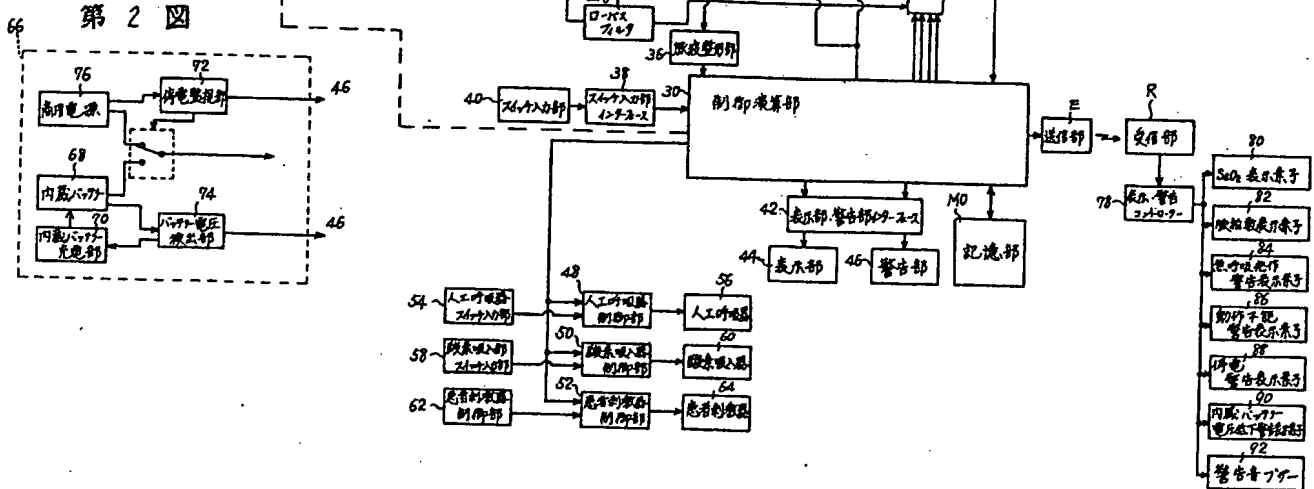 第2図
66
76
商用電源
72
停電監視部
46
68
内蔵バッテリー
70
内蔵バッテリー
充電部
74
バッテリー電圧
検出部
46
ローパス
フィルタ
36
脈波整形部
40
スイッチ入力部
38
スイッチ入力部
インターフェース
30
制御演算部
E
送信部
R
受信部
78
表示・警告
コントローラー
42
表示部・警告部インターフェース
44
表示部
46
警告部
MO
記憶部
54
人工呼吸器
スイッチ入力部
48
人工呼吸器
制御部
56
人工呼吸器
58
酸素吸入部
スイッチ入力部
50
酸素吸入器
制御部
60
酸素吸入器
62
患者刺激器
制御部
52
患者刺激器
制御部
64
患者刺激器
80
SaO2表示素子
82
脈拍数表示素子
84
無呼吸発作
警告表示素子
86
動作不能
警告表示素子
88
停電
警告表示素子
90
内蔵バッテリー
電圧低下警告表示素子
92
警告音ブザー